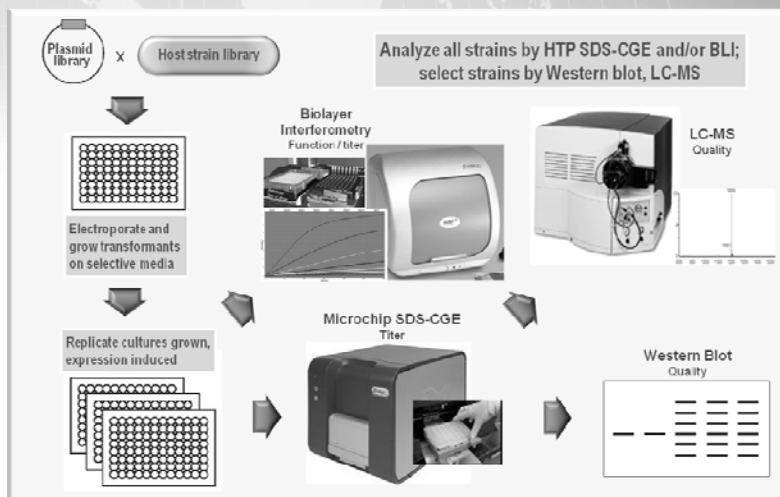 Plasmid
library
x
Host strain library
Analyze all strains by HTP SDS-CGE and/or BLI;
select strains by Western blot, LC-MS
Biolayer
Interferometry
Function / titer
LC-MS
Quality
Electroporate and
grow transformants
on selective media
Replicate cultures grown,
expression induced
Microchip SDS-CGE
Titer
Western Blot
Quality